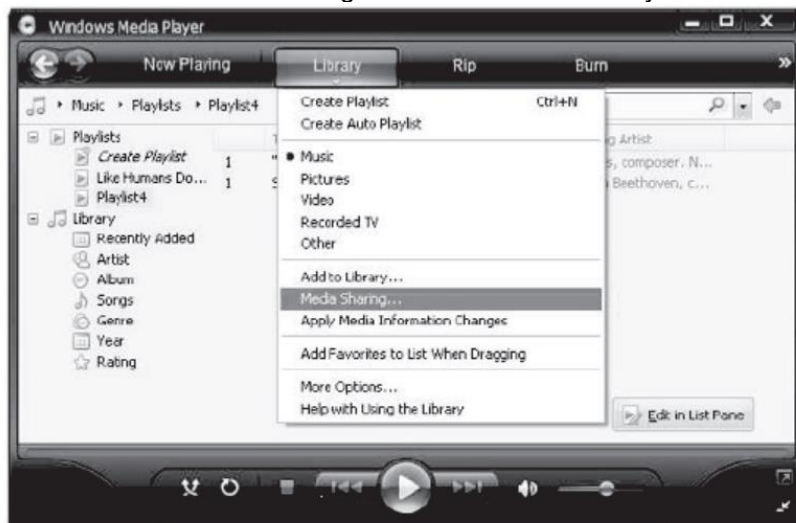 Windows Media Player
Now Playing Library Rip Burn »
Music ▸ Playlists ▸ Playlist4
Create Playlist Ctrl+N
Create Auto Playlist
Music
Pictures
Video
Recorded TV
Other
Add to Library...
Media Sharing...
Apply Media Information Changes
Add Favorites to List When Dragging
More Options...
Help with Using the Library
Playlists
Create Playlist
Like Humans Do...
Playlist4
Library
Recently Added
Artist
Album
Songs
Genre
Year
Rating
1
1
Artist
composer. N...
Beethoven, c...
Edit in List Pane